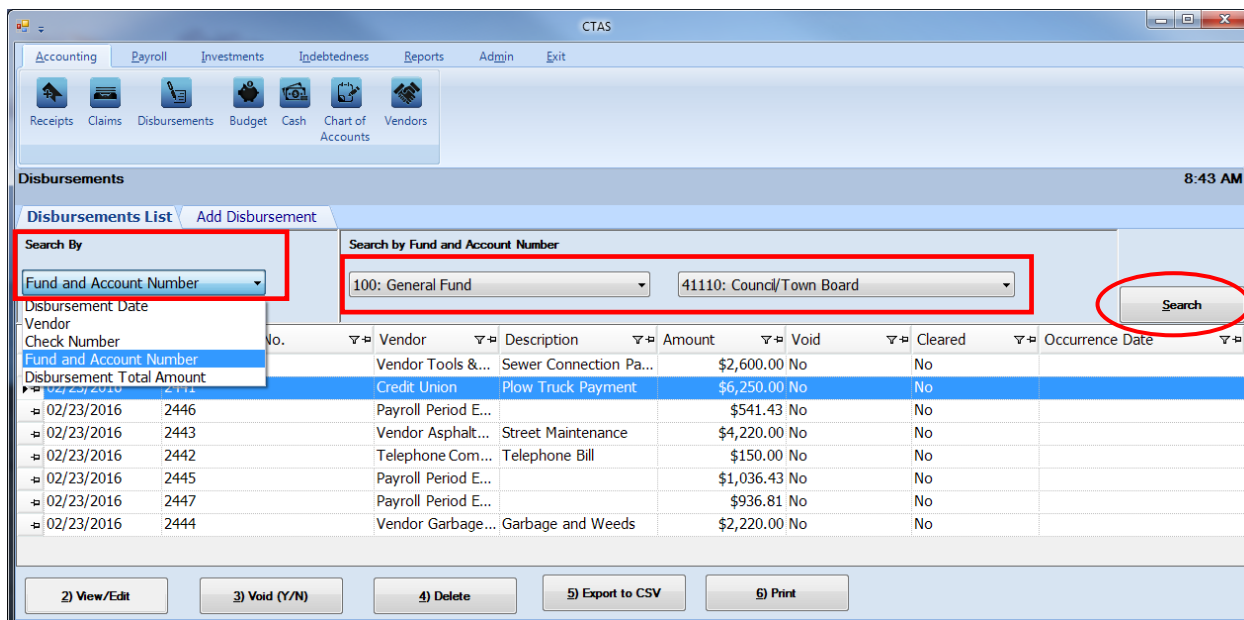 CTAS
Accounting Payroll Investments Indebtedness Reports Admin Exit
Receipts Claims Disbursements Budget Cash Chart of Accounts Vendors
Disbursements 8:43 AM
Disbursements List Add Disbursement
Search By Search by Fund and Account Number
Fund and Account Number 100: General Fund 41110: Council/Town Board
Search
Disbursement Date
Vendor
Check Number
Fund and Account Number
Disbursement Total Amount
No. Vendor Description Amount Void Cleared Occurrence Date
Vendor Tools &... Sewer Connection Pa... $2,600.00 No No
02/23/2016 2441 Credit Union Plow Truck Payment $6,250.00 No No
02/23/2016 2446 Payroll Period E... $541.43 No No
02/23/2016 2443 Vendor Asphalt... Street Maintenance $4,220.00 No No
02/23/2016 2442 Telephone Com... Telephone Bill $150.00 No No
02/23/2016 2445 Payroll Period E... $1,036.43 No No
02/23/2016 2447 Payroll Period E... $936.81 No No
02/23/2016 2444 Vendor Garbage... Garbage and Weeds $2,220.00 No No
2) View/Edit 3) Void (Y/N) 4) Delete 5) Export to CSV 6) Print